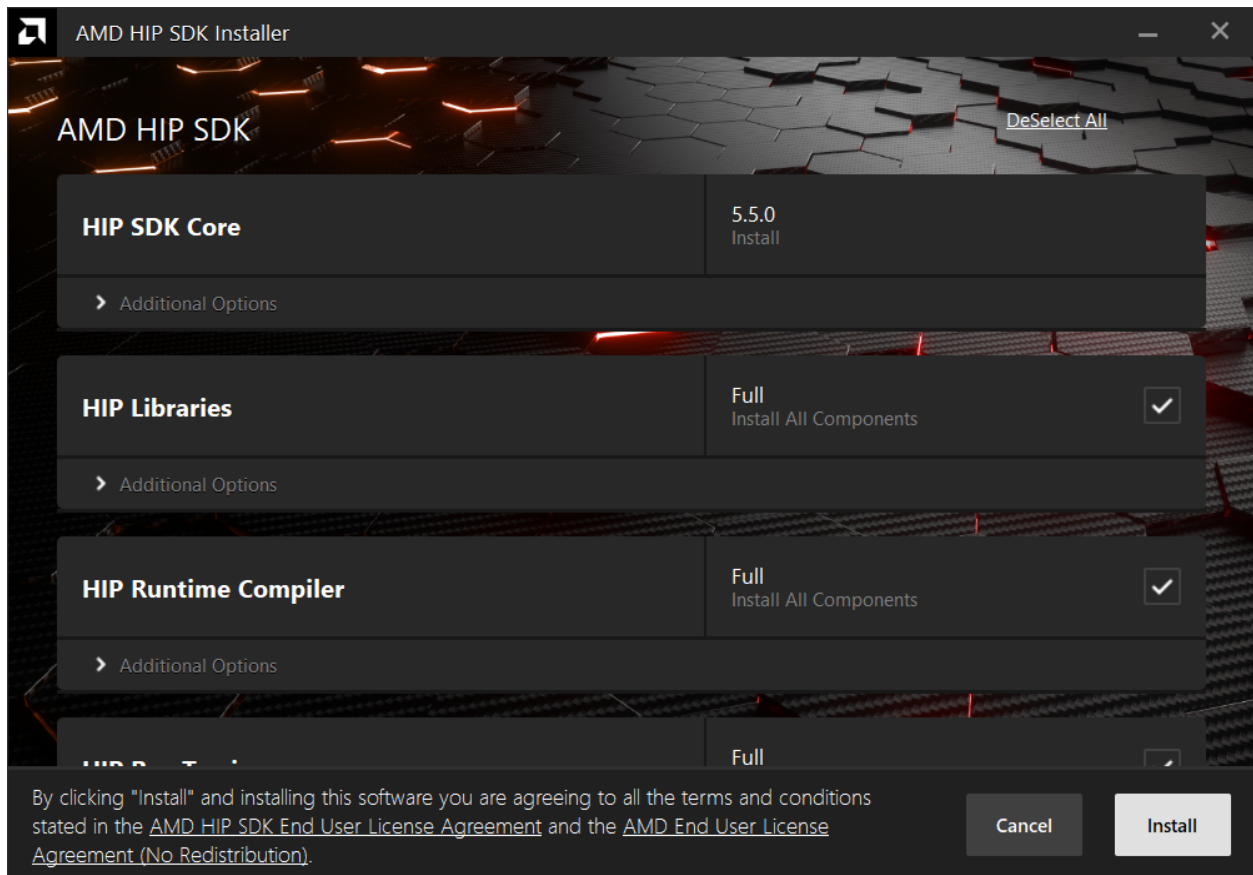 AMD HIP SDK Installer
AMD HIP SDK
DeSelect All
HIP SDK Core
5.5.0
Install
Additional Options
HIP Libraries
Full
Install All Components
Additional Options
HIP Runtime Compiler
Full
Install All Components
Additional Options
HIP
Full
By clicking "Install" and installing this software you are agreeing to all the terms and conditions
stated in the AMD HIP SDK End User License Agreement and the AMD End User License
Agreement (No Redistribution).
Cancel
Install